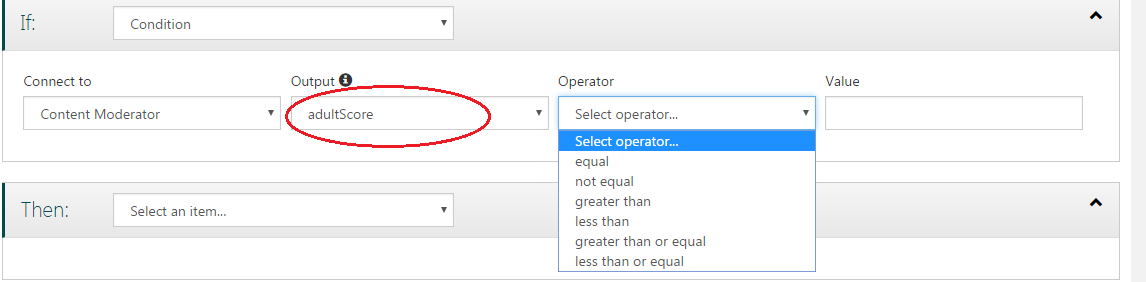 If:
Condition
Connect to
Output
Operator
Value
Content Moderator
adultScore
Select operator...
Select operator...
equal
not equal
greater than
less than
greater than or equal
less than or equal
Then:
Select an item...